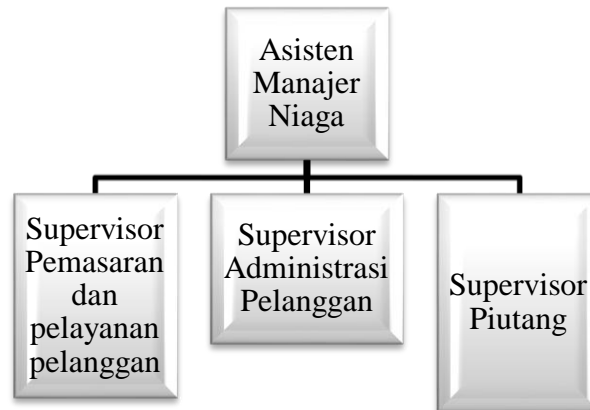 Asisten
Manajer
Niaga
Supervisor
Pemasaran
dan
pelayanan
pelanggan
Supervisor
Administrasi
Pelanggan
Supervisor
Piutang